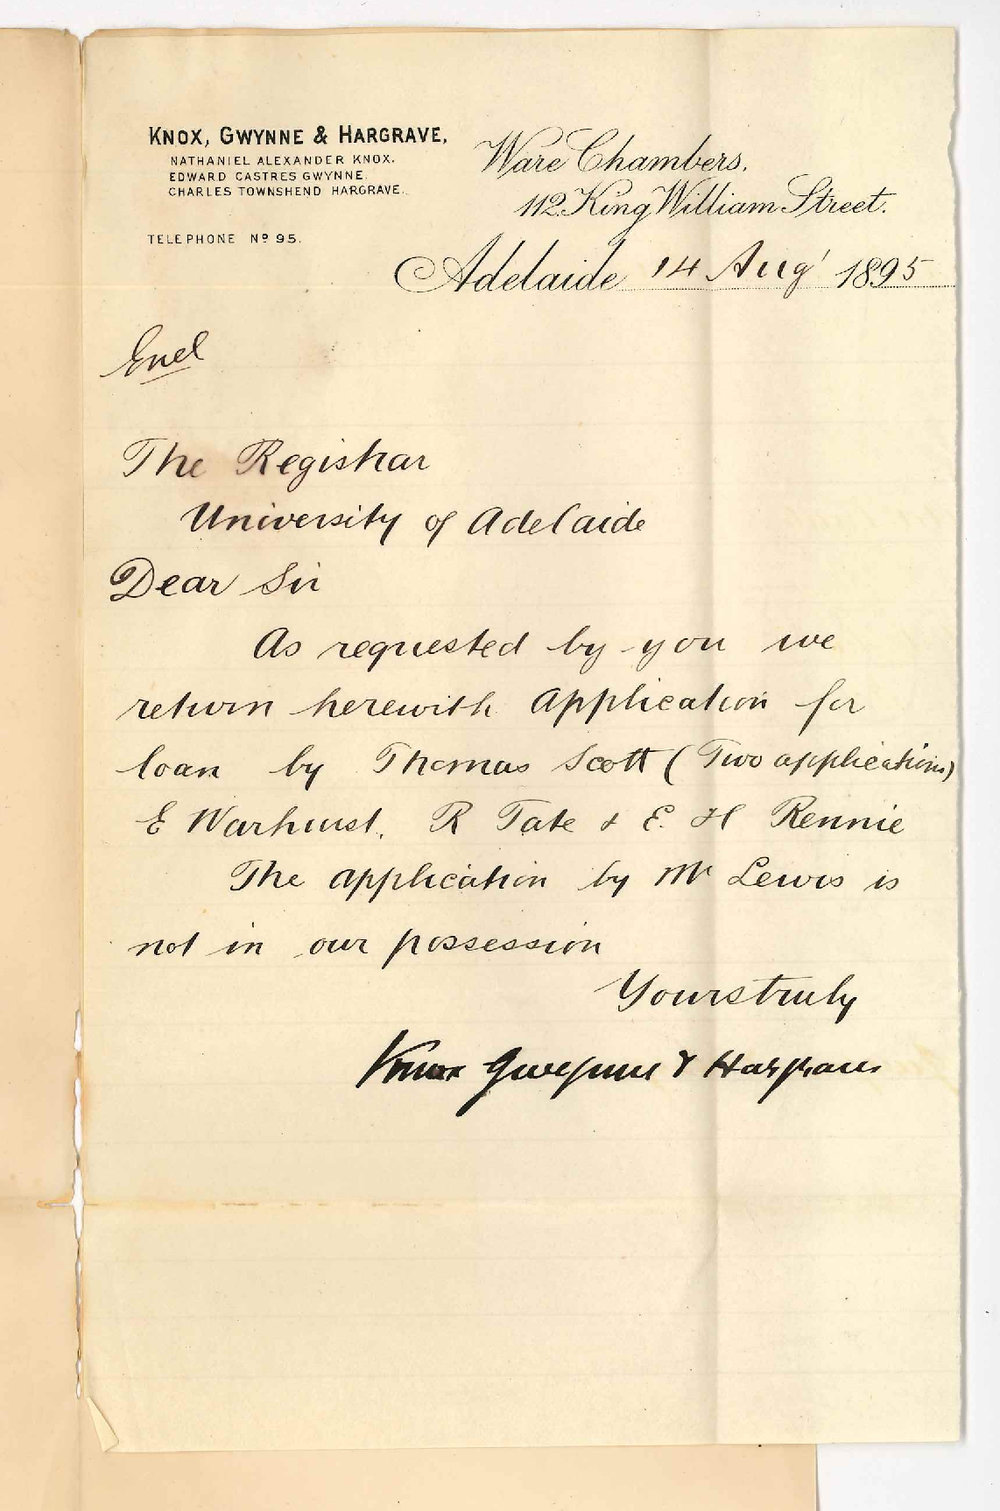 KNOX, GWYNNE & HARGRAVE,
NATHANIEL ALEXANDER KNOX.
EDWARD CASTRES GWYNNE.
CHARLES TOWNSHEND HARGRAVE.
TELEPHONE Nº 95.
Ware Chambers,
112 King William Street.
Adelaide 14 Aug' 1895
Encl
The Registrar
University of Adelaide
Dear Sir
As requested by you we
return herewith application for
loan by Thomas Scott (Two applications)
E Warhurst, R Tate & E. H Rennie
The application by Mr Lewis is
not in our possession
Yours truly
Knox Gwynne & Hargrave